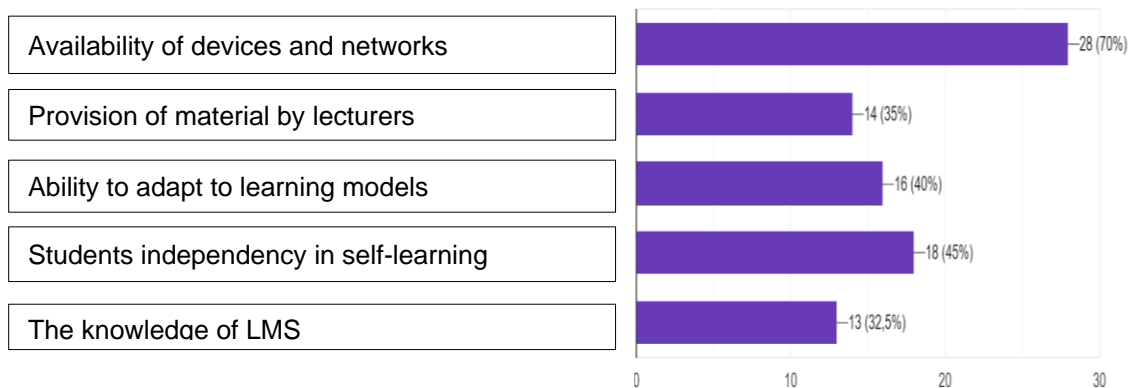 Availability of devices and networks
28 (70%)
Provision of material by lecturers
14 (35%)
Ability to adapt to learning models
16 (40%)
Students independency in self-learning
18 (45%)
The knowledge of LMS
13 (32,5%)
0
10
20
30